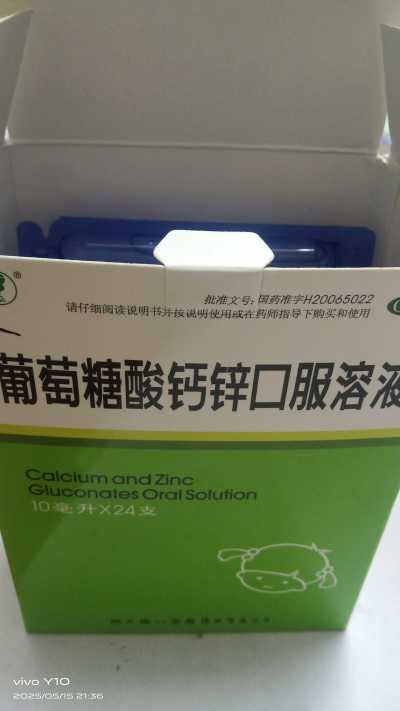 ®
批准文号: 国药准字H20065022
请仔细阅读说明书并按说明使用或在药师指导下购买和使用
葡萄糖酸钙锌口服溶液
Calcium and Zinc
Gluconates Oral Solution
10毫升X24支
vivo Y10
2025/05/15 21:36